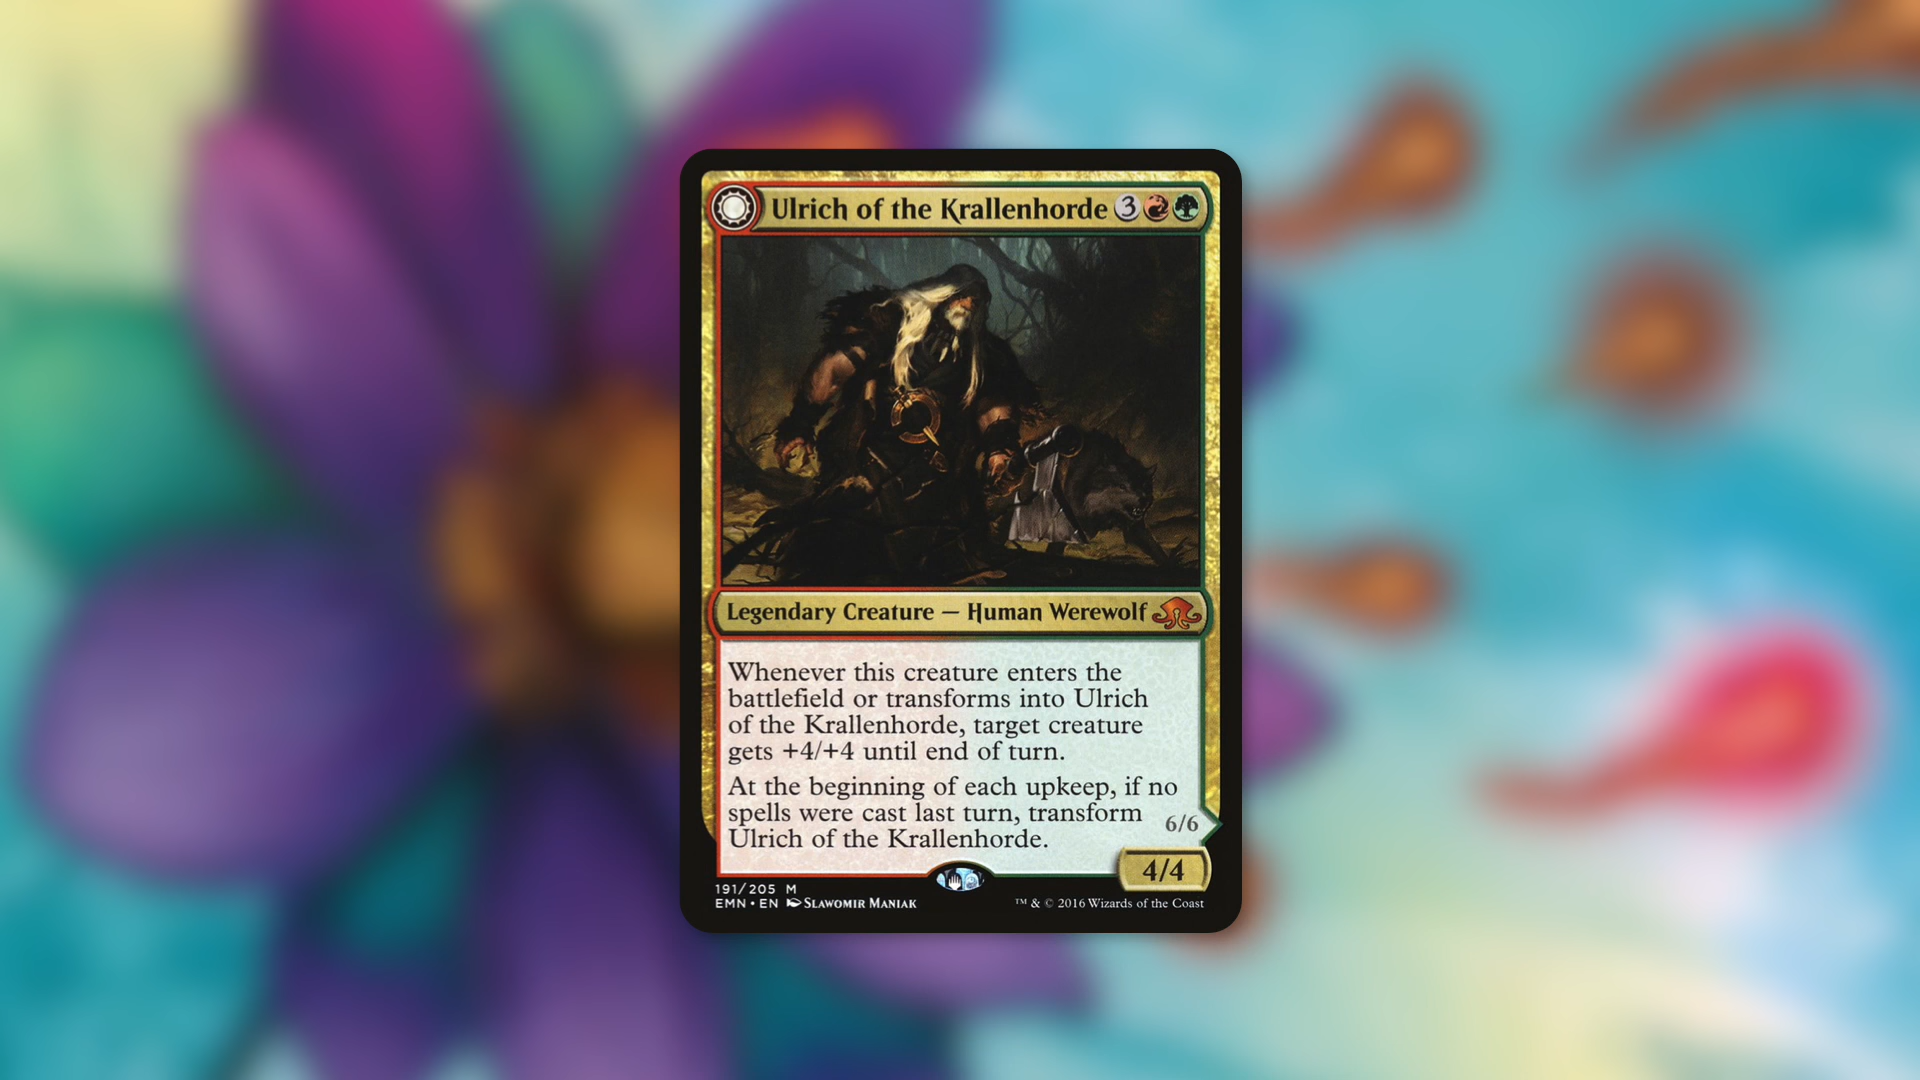 Ulrich of the Krallenhorde 3
Legendary Creature — Human Werewolf
Whenever this creature enters the
battlefield or transforms into Ulrich
of the Krallenhorde, target creature
gets +4/+4 until end of turn.
At the beginning of each upkeep, if no
spells were cast last turn, transform
Ulrich of the Krallenhorde.
6/6
4/4
191/205 M
EMN • EN Slawomir Maniak
™ & © 2016 Wizards of the Coast